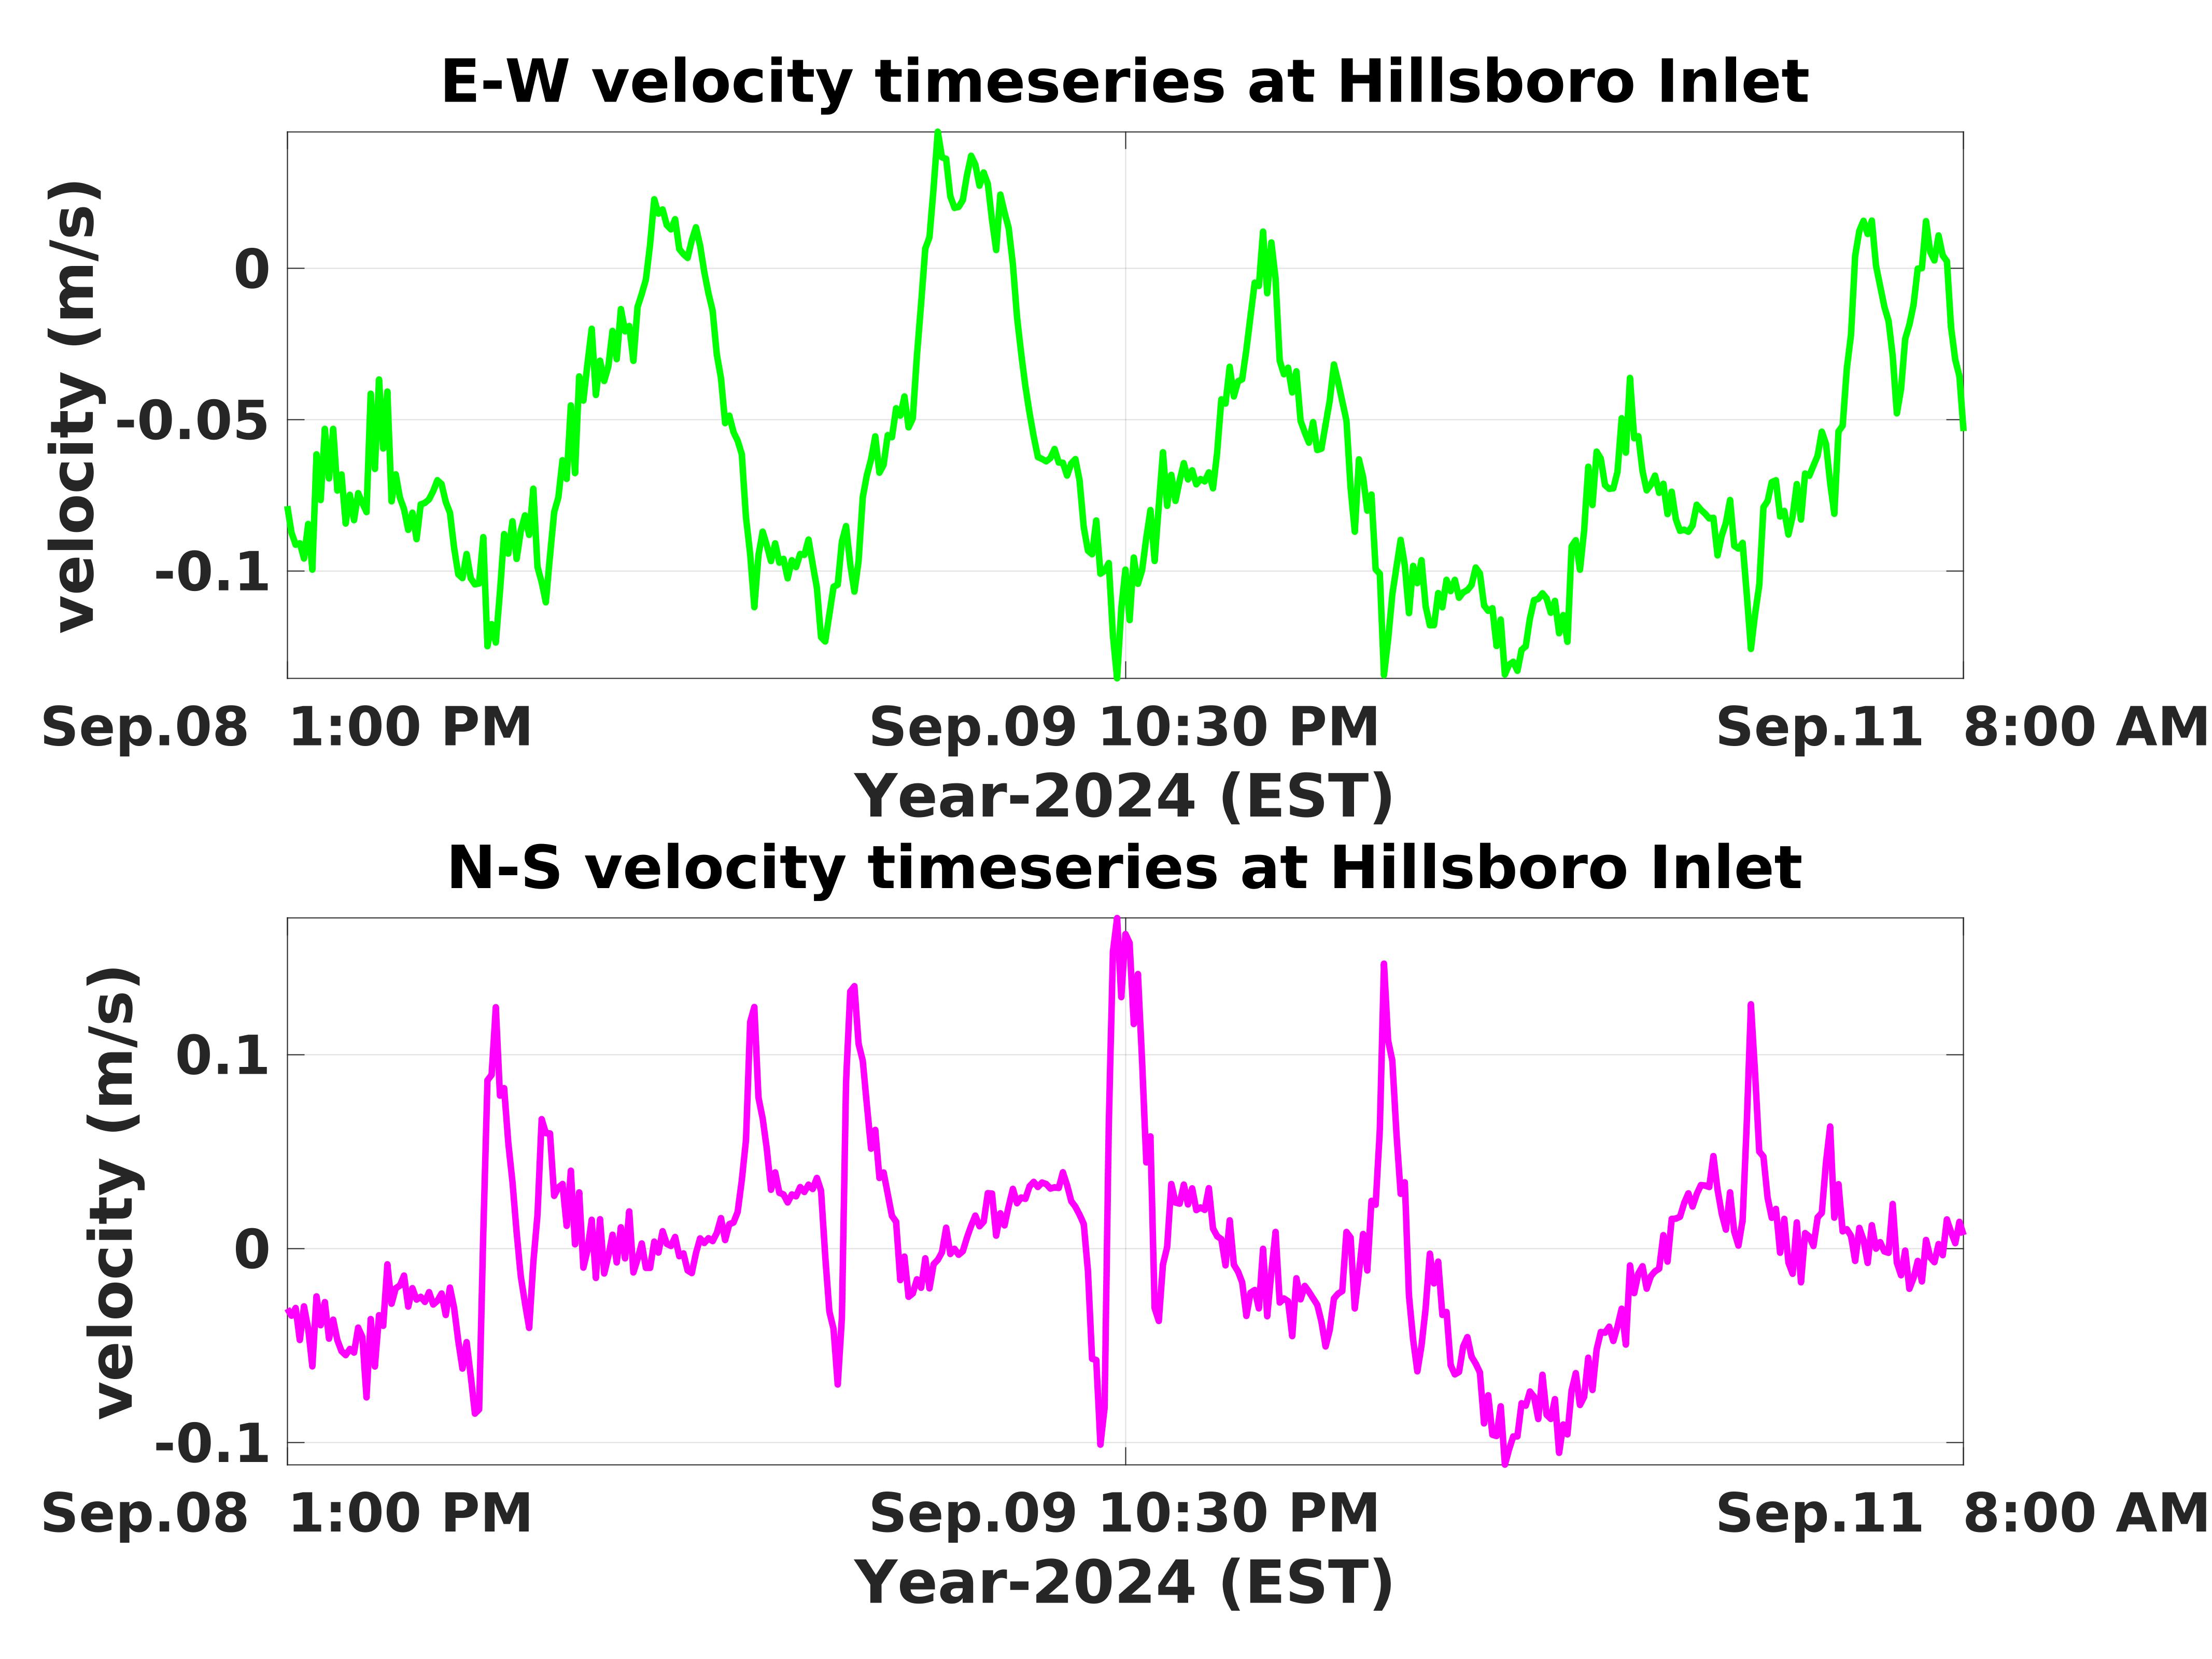 E-W velocity timeseries at Hillsboro Inlet
velocity (m/s)
0
-0.05
-0.1
Sep.08 1:00 PM Sep.09 10:30 PM Sep.11 8:00 AM
Year-2024 (EST)
N-S velocity timeseries at Hillsboro Inlet
velocity (m/s)
0.1
0
-0.1
Sep.08 1:00 PM Sep.09 10:30 PM Sep.11 8:00 AM
Year-2024 (EST)